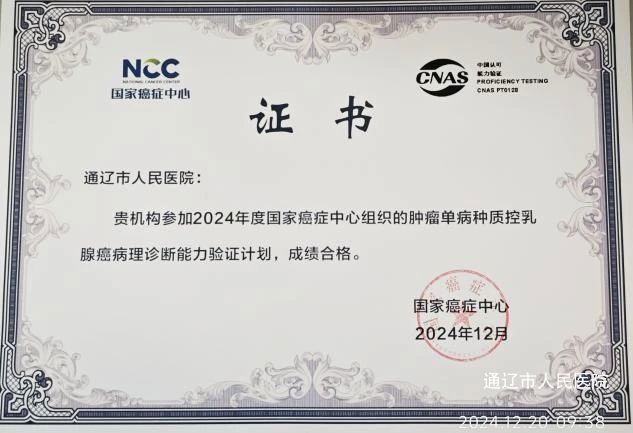 NCC
NATIONAL CANCER CENTER
国家癌症中心
CNAS
中国认可
能力验证
PROFICIENCY TESTING
CNAS PT0128
证书
通辽市人民医院：
贵机构参加2024年度国家癌症中心组织的肿瘤单病种质控乳
腺癌病理诊断能力验证计划，成绩合格。
国家癌症中心
2024年12月
通辽市人民医院
2024.12.20 09:38